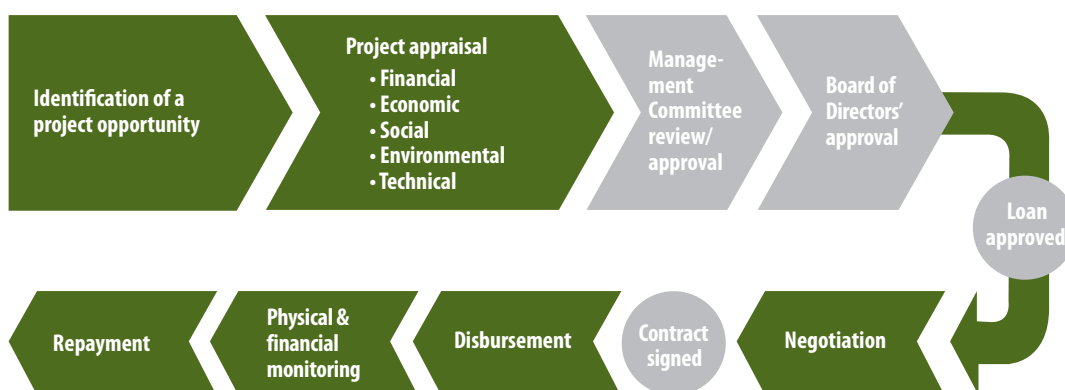 Identification of a
project opportunity
Project appraisal
• Financial
• Economic
• Social
• Environmental
• Technical
Manage-
ment
Committee
review/
approval
Board of
Directors’
approval
Loan
approved
Negotiation
Contract
signed
Disbursement
Physical &
financial
monitoring
Repayment